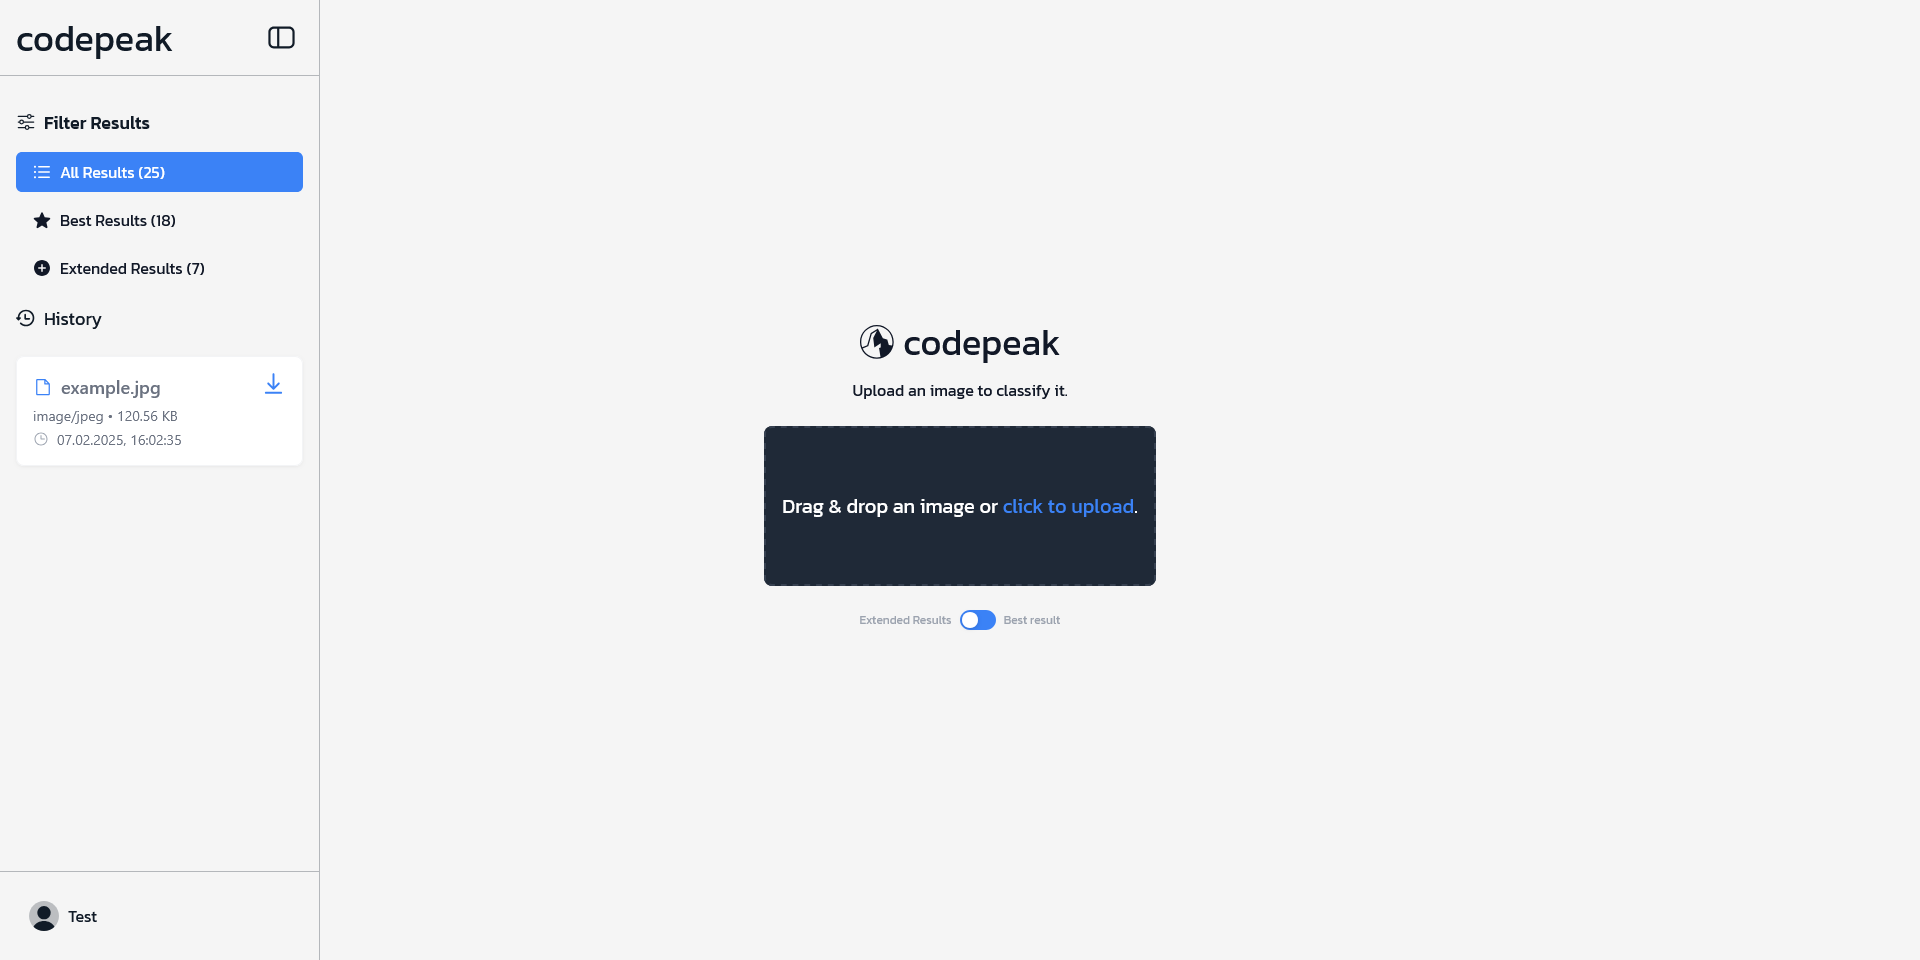 codepeak
Filter Results
All Results (25)
Best Results (18)
Extended Results (7)
History
example.jpg
image/jpeg • 120.56 KB
07.02.2025, 16:02:35
Test
codepeak
Upload an image to classify it.
Drag & drop an image or click to upload.
Extended Results Best result